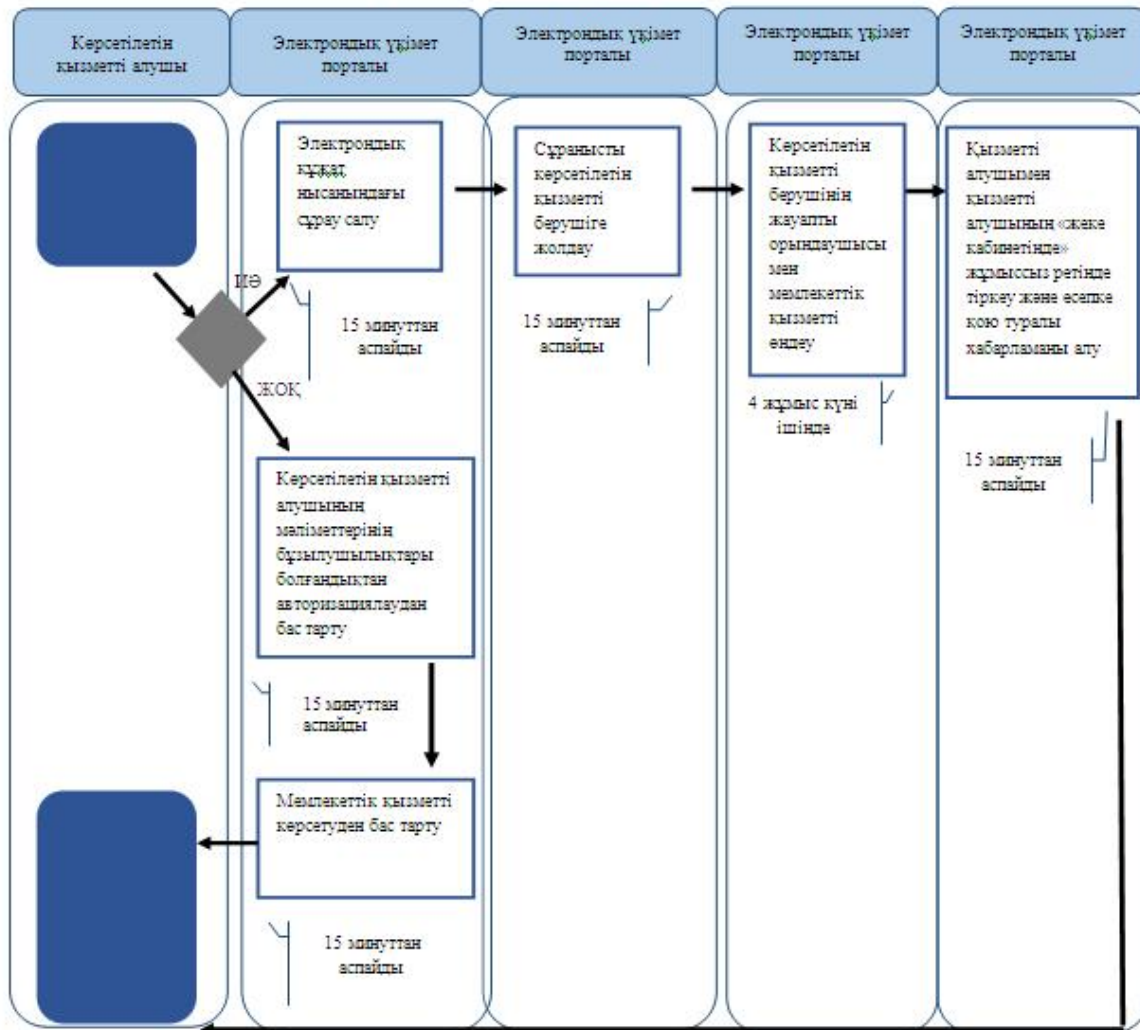 Көрсетілетін
қызметті алушы
Электрондық үкімет
порталы
Электрондық үкімет
порталы
Электрондық үкімет
порталы
Электрондық үкімет
порталы
Электрондық
құжат
нысанындағы
сұрау салу
15 минуттан
аспайды
Сұранысты
көрсетілетін
қызметті
берушіге
жолдау
15 минуттан
аспайды
Көрсетілетін
қызметті
берушінің
жауапты
орындаушысы
мен
мемлекеттік
қызметті
өңдеу
4 жұмыс күні
ішінде
Қызметті
алушымен
қызметті
алушының «жеке
кабинетінде»
жұмыссыз ретінде
тіркеу және есепке
қою туралы
хабарламаны алу
15 минуттан
аспайды
ИӘ
ЖОҚ
Көрсетілетін қызметті
алушының
мәліметтерінің
бұзылушылықтары
болғандықтан
авторизациялаудан
бас тарту
15 минуттан
аспайды
Мемлекеттік қызметті
көрсетуден бас тарту
15 минуттан
аспайды